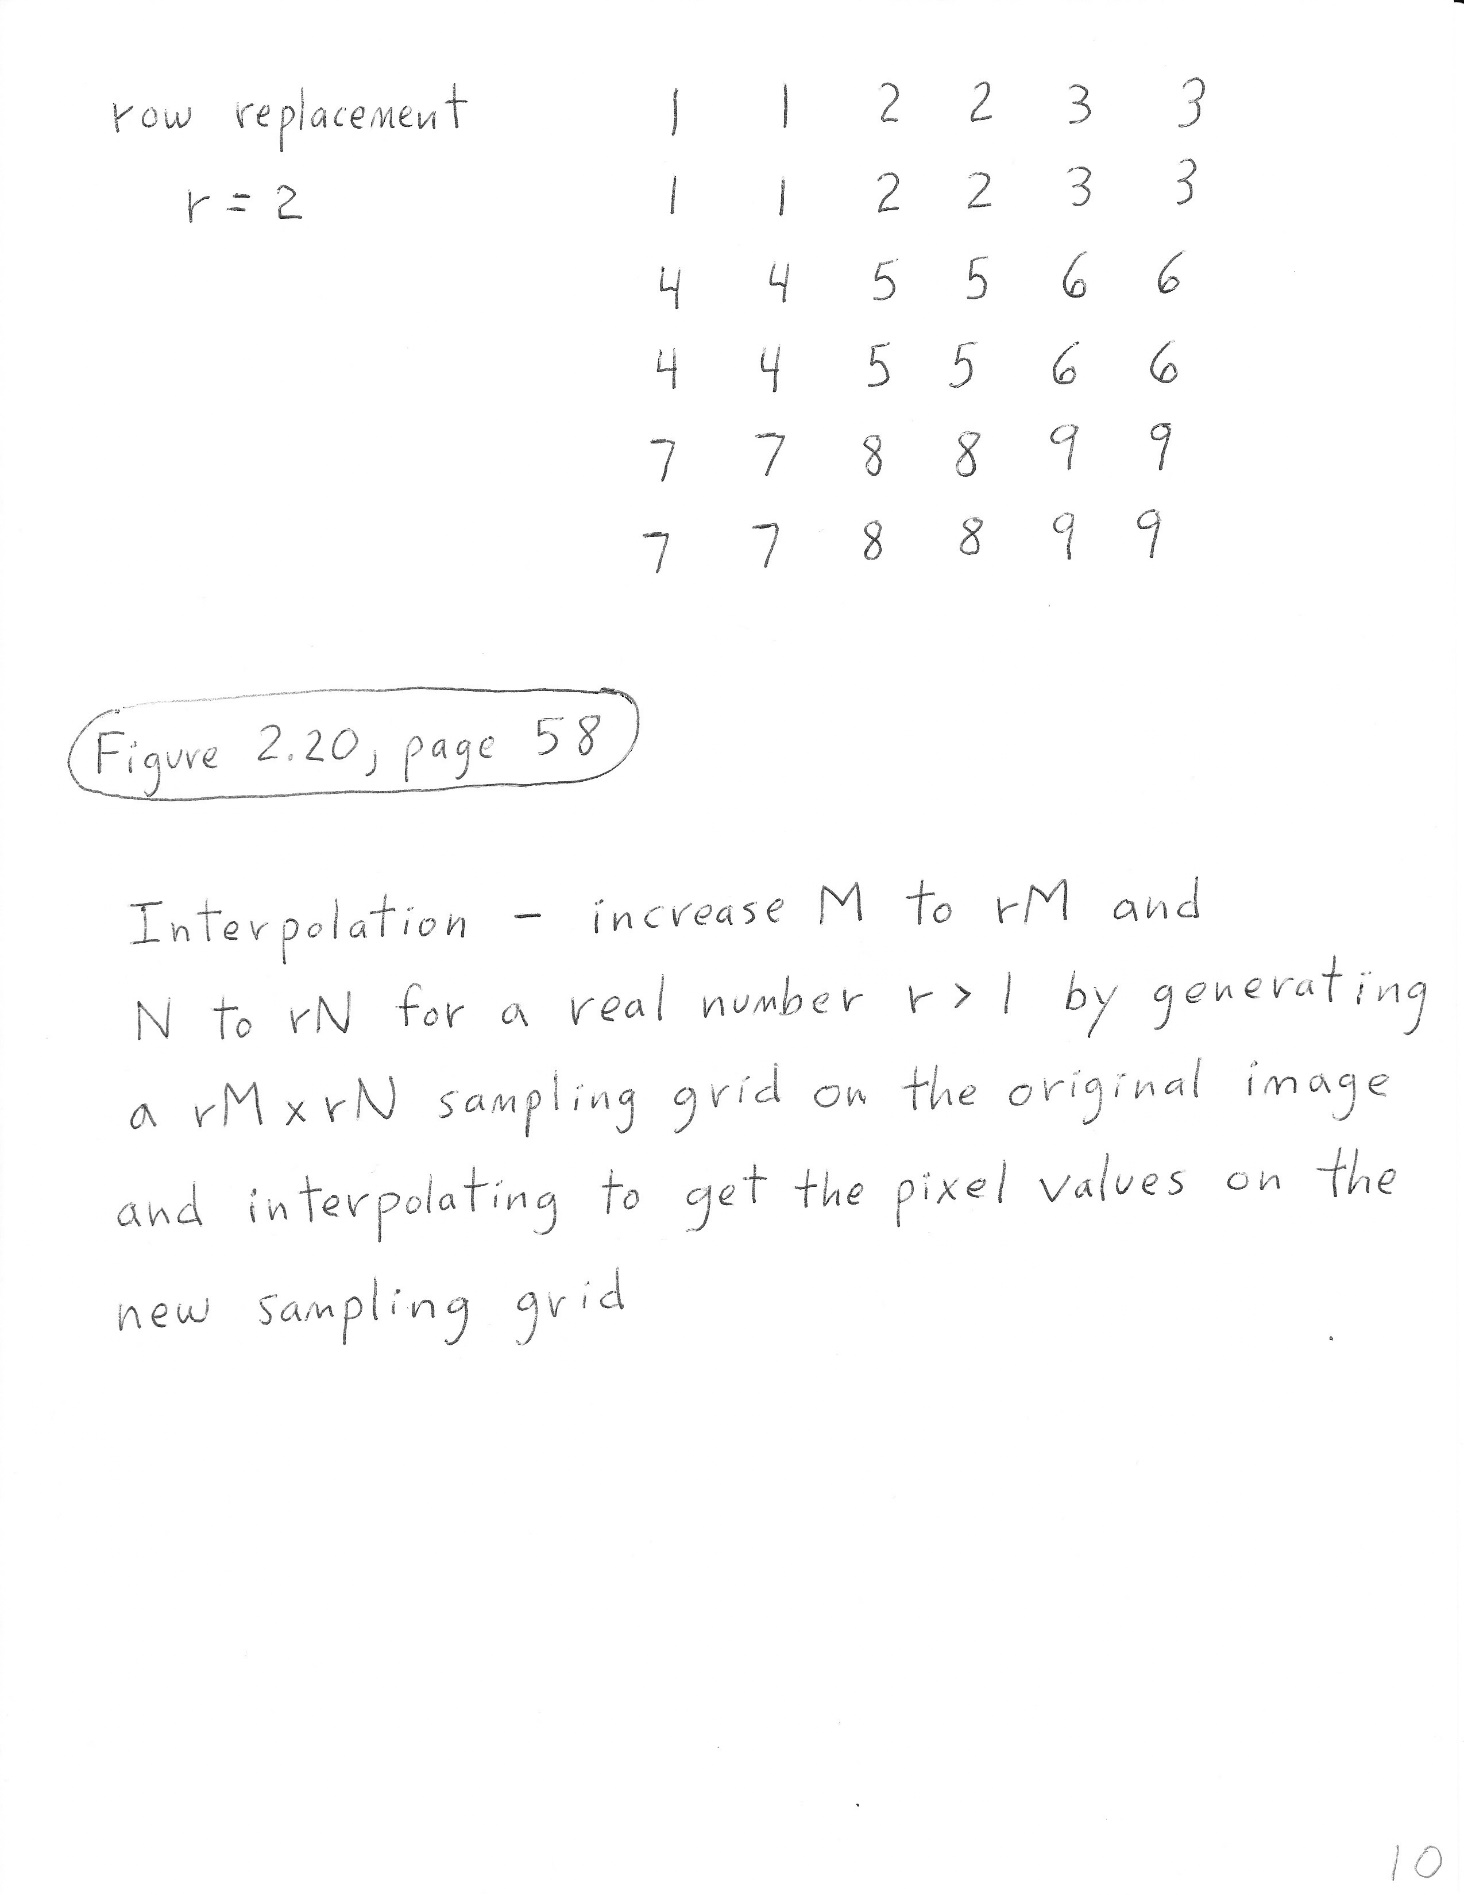 row replacement 1 1 2 2 3 3
r = 2 1 1 2 2 3 3
4 4 5 5 6 6
4 4 5 5 6 6
7 7 8 8 9 9
7 7 8 8 9 9
Figure 2.20, page 58
Interpolation - increase M to rM and
N to rN for a real number r > 1 by generating
a rM x rN sampling grid on the original image
and interpolating to get the pixel values on the
new sampling grid
10